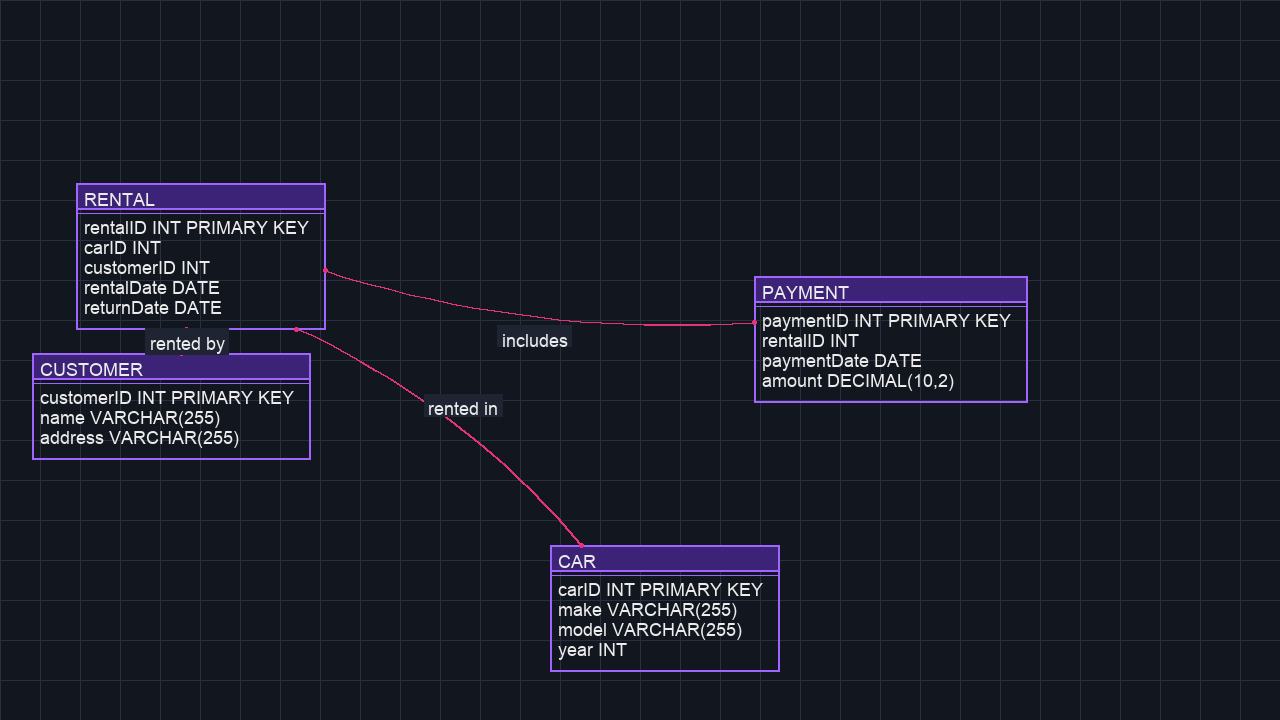 RENTAL
rentalID INT PRIMARY KEY
carID INT
customerID INT
rentalDate DATE
returnDate DATE
rented by
CUSTOMER
customerID INT PRIMARY KEY
name VARCHAR(255)
address VARCHAR(255)
includes
PAYMENT
paymentID INT PRIMARY KEY
rentalID INT
paymentDate DATE
amount DECIMAL(10,2)
rented in
CAR
carID INT PRIMARY KEY
make VARCHAR(255)
model VARCHAR(255)
year INT